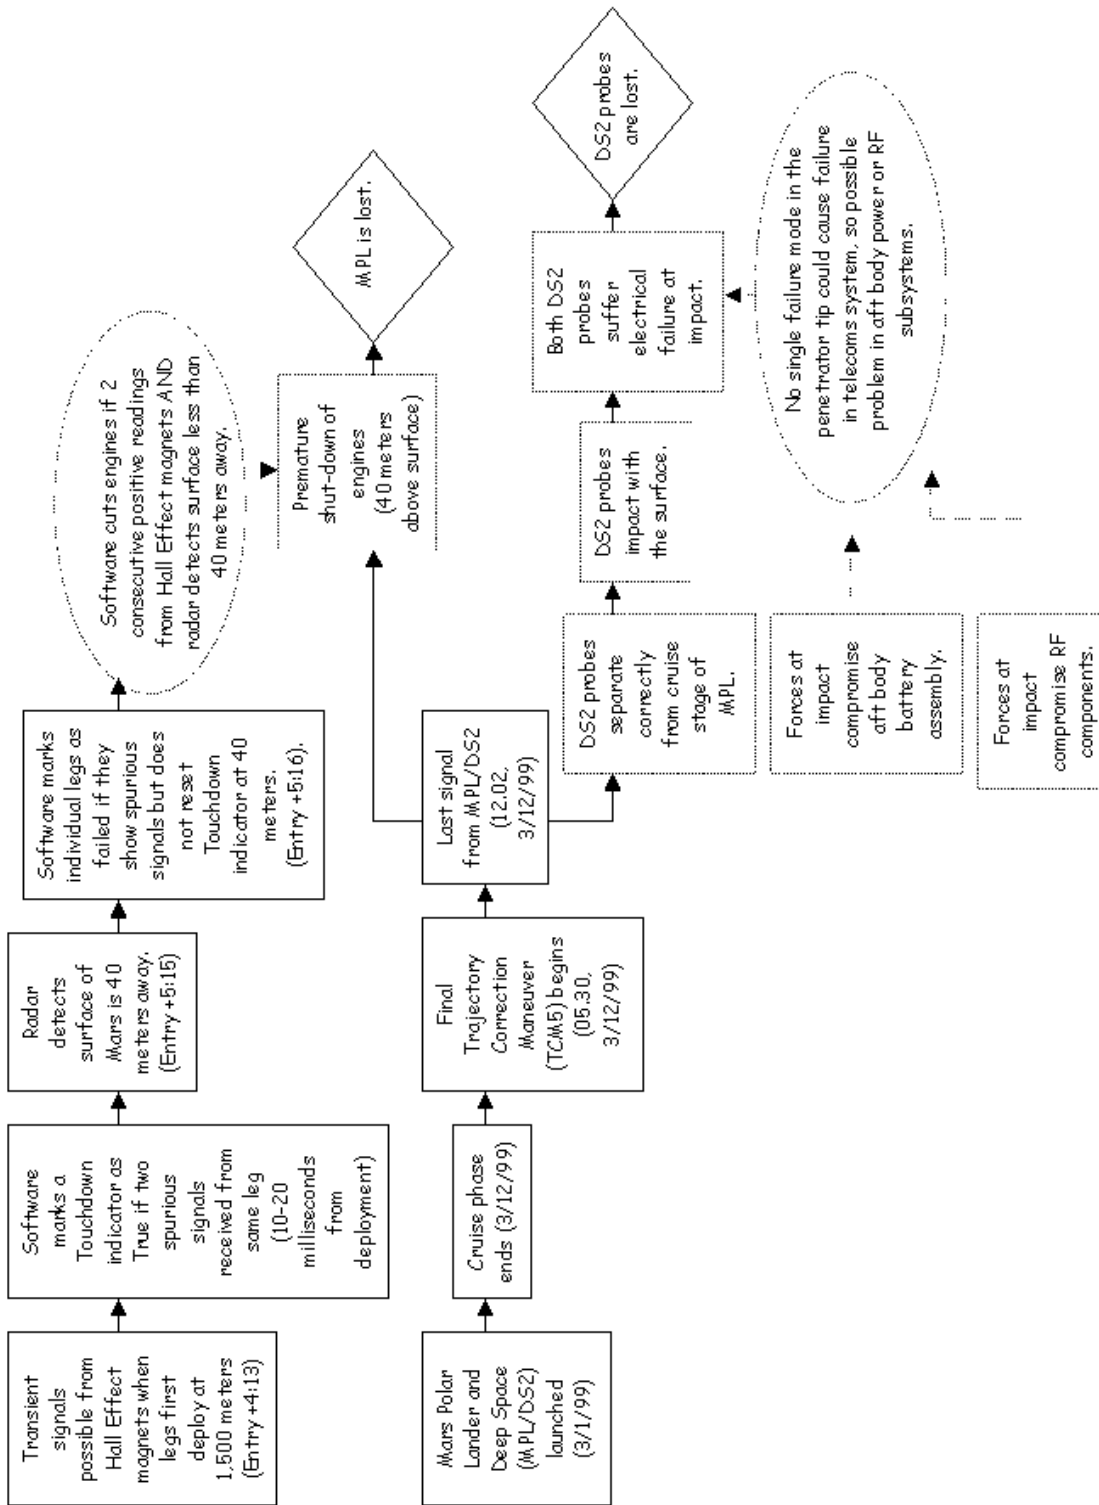 Transient
signals
possible from
Hall Effect
magnets when
legs first
deploy at
1,500 meters
(Entry +4:13)
Software
marks a
Touchdown
indicator as
True if two
spurious
signals
received from
same leg
(10-20
milliseconds
from
deployment)
Radar
detects
surface of
Mars is 40
meters away.
(Entry +5:15)
Software marks
individual legs as
failed if they
show spurious
signals but does
not reset
Touchdown
indicator at 40
meters.
(Entry +5:16).
Software cuts engines if 2
consecutive positive readings
from Hall Effect magnets AND
radar detects surface less than
40 meters away.
Premature
shut-down of
engines
(40 meters
above surface)
MPL is lost.
Mars Polar
Lander and
Deep Space
(MPL/DS2)
launched
(3/1/99)
Cruise phase
ends (3/12/99)
Final
Trajectory
Correction
Maneuver
(TCM5) begins
(05.30,
3/12/99)
Last signal
from MPL/DS2
(12.02,
3/12/99)
DS2 probes
separate
correctly
from cruise
stage of
MPL.
DS2 probes
impact with
the surface.
Both DS2
probes
suffer
electrical
failure at
impact.
DS2 probes
are lost.
Forces at
impact
compromise
aft body
battery
assembly.
Forces at
impact
compromise RF
components.
No single failure mode in the
penetrator tip could cause failure
in telecoms system, so possible
problem in aft body power or RF
subsystems.